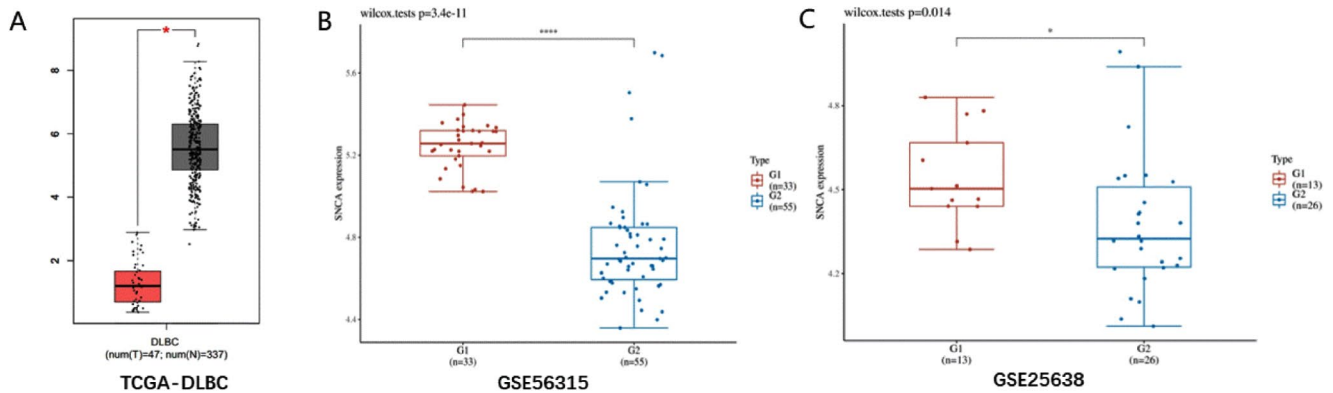 A
*
8
6
4
2
DLBC
(num(T)=47; num(N)=337)
TCGA-DLBC
B
wilcox.tests p=3.4e-11
****
5.6
5.2
4.8
4.4
SNCA expression
G1
(n=33)
G2
(n=55)
Type
G1
(n=33)
G2
(n=55)
GSE56315
C
wilcox.tests p=0.014
*
4.8
4.5
4.2
SNCA expression
G1
(n=13)
G2
(n=26)
Type
G1
(n=13)
G2
(n=26)
GSE25638